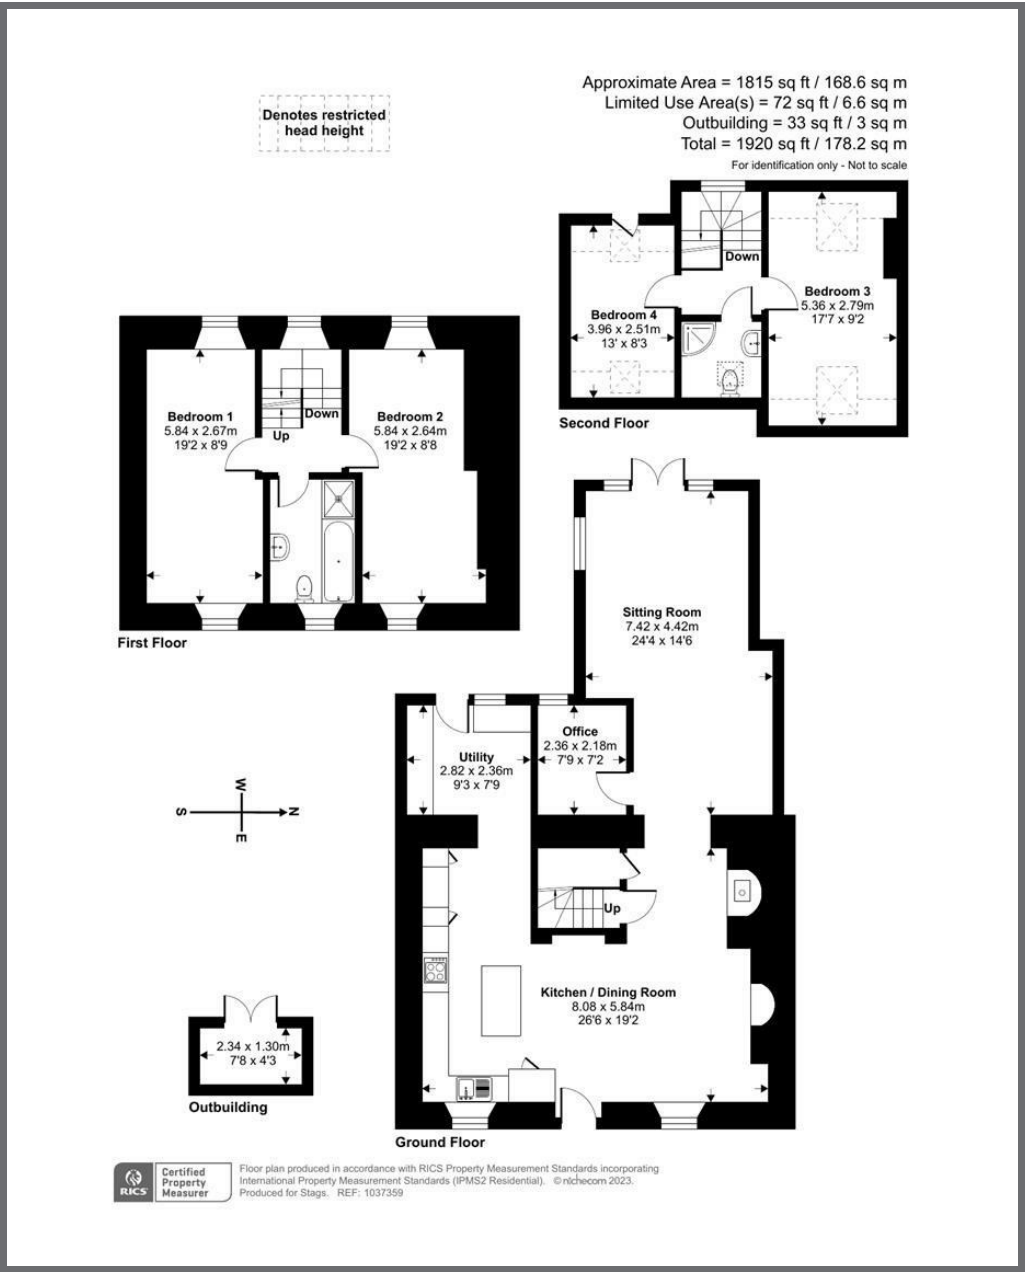 Approximate Area = 1815 sq ft / 168.6 sq m
Limited Use Area(s) = 72 sq ft / 6.6 sq m
Outbuilding = 33 sq ft / 3 sq m
Total = 1920 sq ft / 178.2 sq m
For identification only - Not to scale
Denotes restricted
head height
Down
Bedroom 3
5.36 x 2.79m
17'7 x 9'2
Bedroom 4
3.96 x 2.51m
13' x 8'3
Second Floor
Bedroom 1
5.84 x 2.67m
19'2 x 8'9
Down
Up
Bedroom 2
5.84 x 2.64m
19'2 x 8'8
First Floor
Sitting Room
7.42 x 4.42m
24'4 x 14'6
Office
2.36 x 2.18m
7'9 x 7'2
Utility
2.82 x 2.36m
9'3 x 7'9
W
S
N
E
Up
Kitchen / Dining Room
8.08 x 5.84m
26'6 x 19'2
2.34 x 1.30m
7'8 x 4'3
Outbuilding
Ground Floor
RICS
Certified
Property
Measurer
Floor plan produced in accordance with RICS Property Measurement Standards incorporating
International Property Measurement Standards (IPMS2 Residential). © nichecom 2023.
Produced for Stags. REF: 1037359